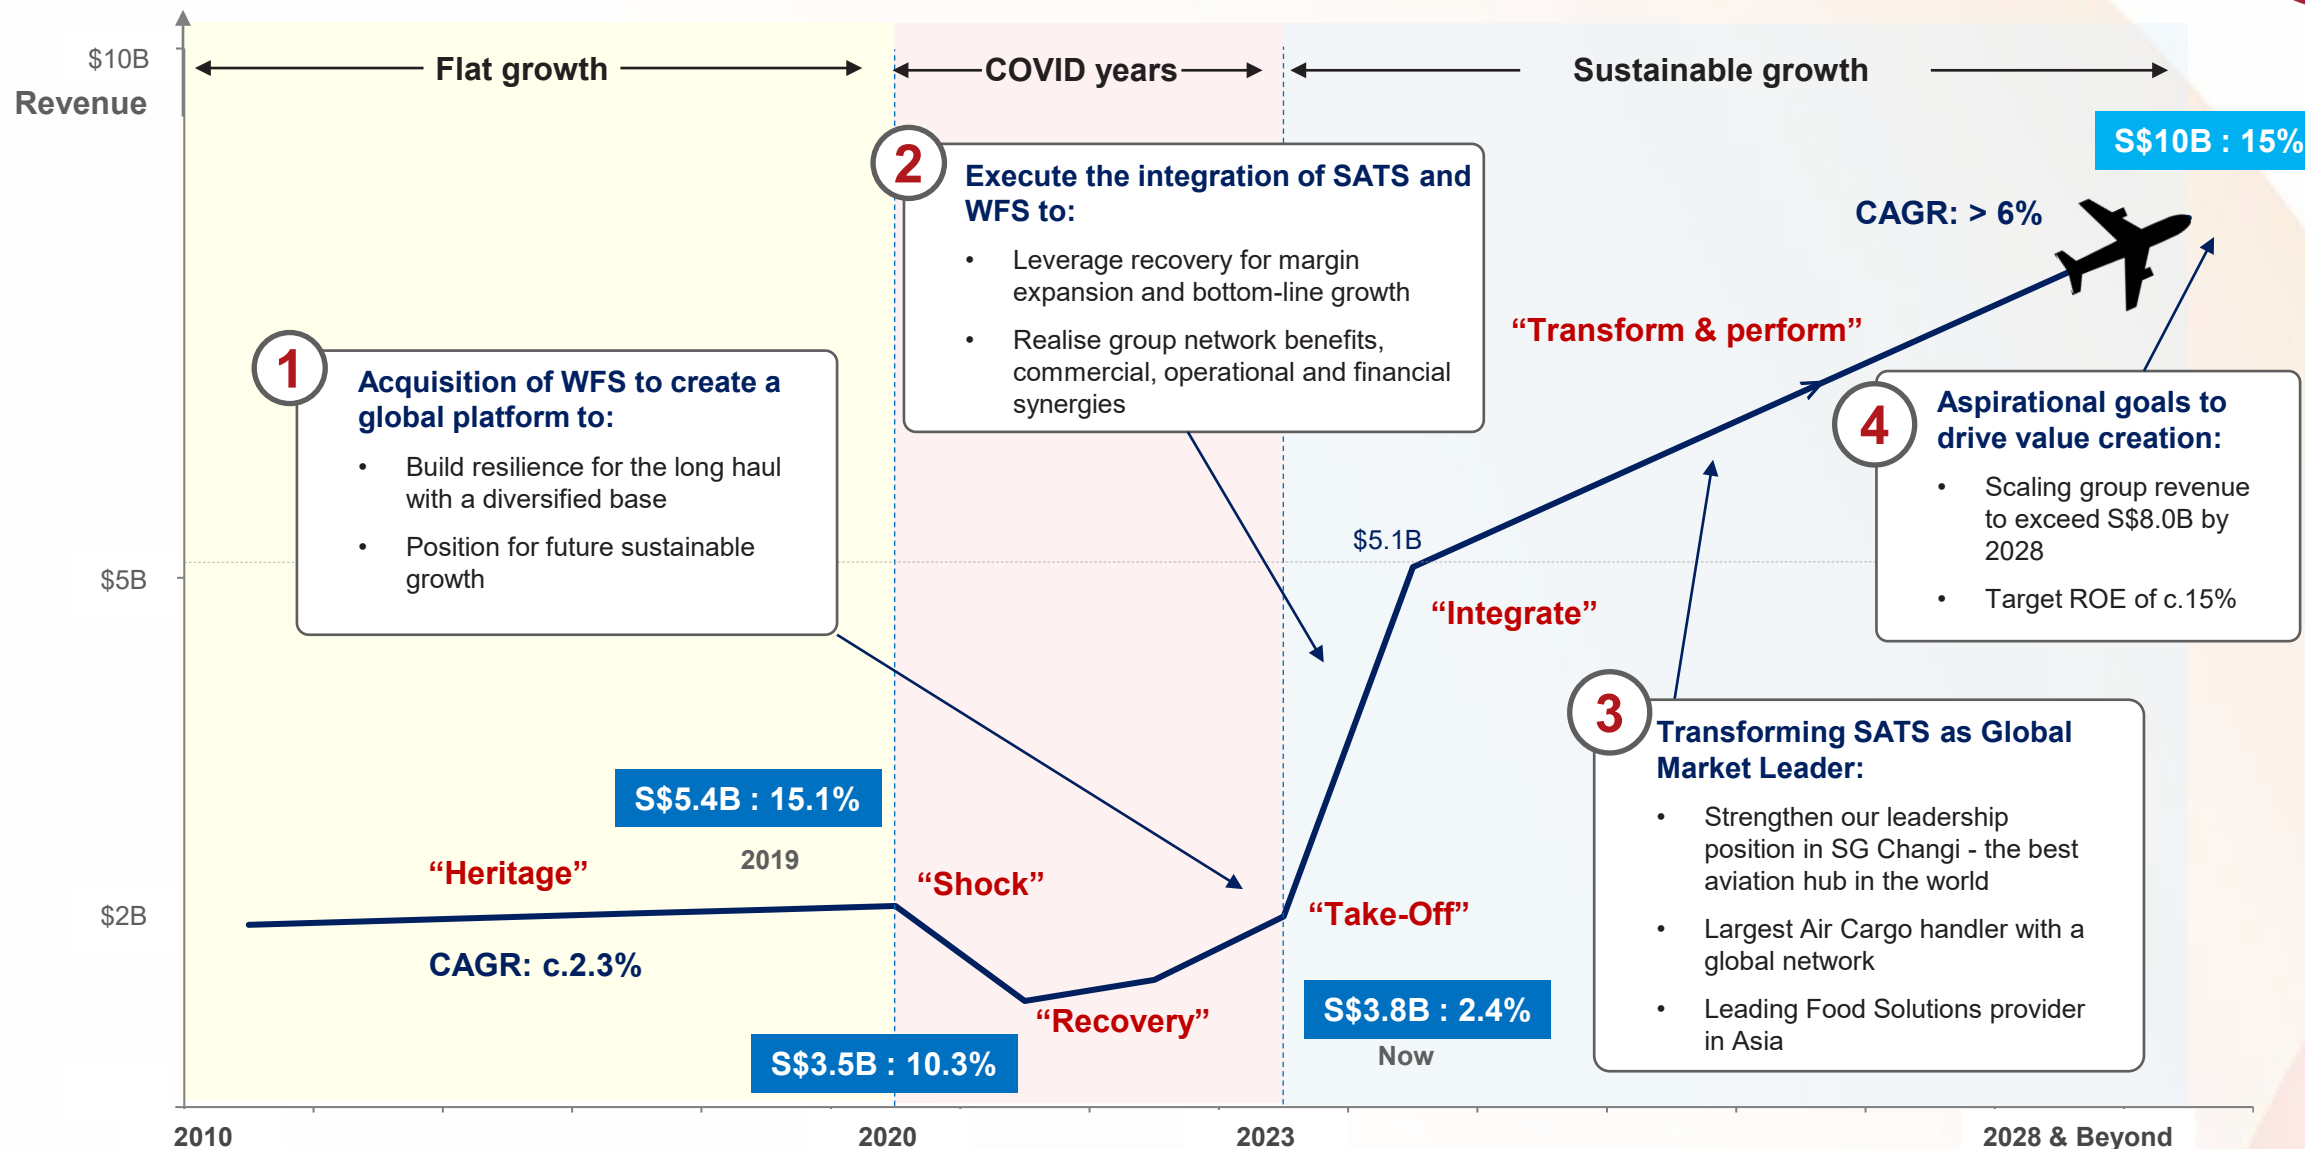 $10B
Revenue
Flat growth
COVID years
Sustainable growth
S$10B : 15%
CAGR: > 6%
2
Execute the integration of SATS and
WFS to:
• Leverage recovery for margin
expansion and bottom-line growth
• Realise group network benefits,
commercial, operational and financial
synergies
“Transform & perform”
1
Acquisition of WFS to create a
global platform to:
• Build resilience for the long haul
with a diversified base
• Position for future sustainable
growth
4
Aspirational goals to
drive value creation:
• Scaling group revenue
to exceed S$8.0B by
2028
• Target ROE of c.15%
$5.1B
$5B
“Integrate”
3
Transforming SATS as Global
Market Leader:
• Strengthen our leadership
position in SG Changi - the best
aviation hub in the world
• Largest Air Cargo handler with a
global network
• Leading Food Solutions provider
in Asia
S$5.4B : 15.1%
2019
“Heritage”
“Shock”
“Take-Off”
$2B
CAGR: c.2.3%
“Recovery”
S$3.8B : 2.4%
Now
S$3.5B : 10.3%
2010
2020
2023
2028 & Beyond